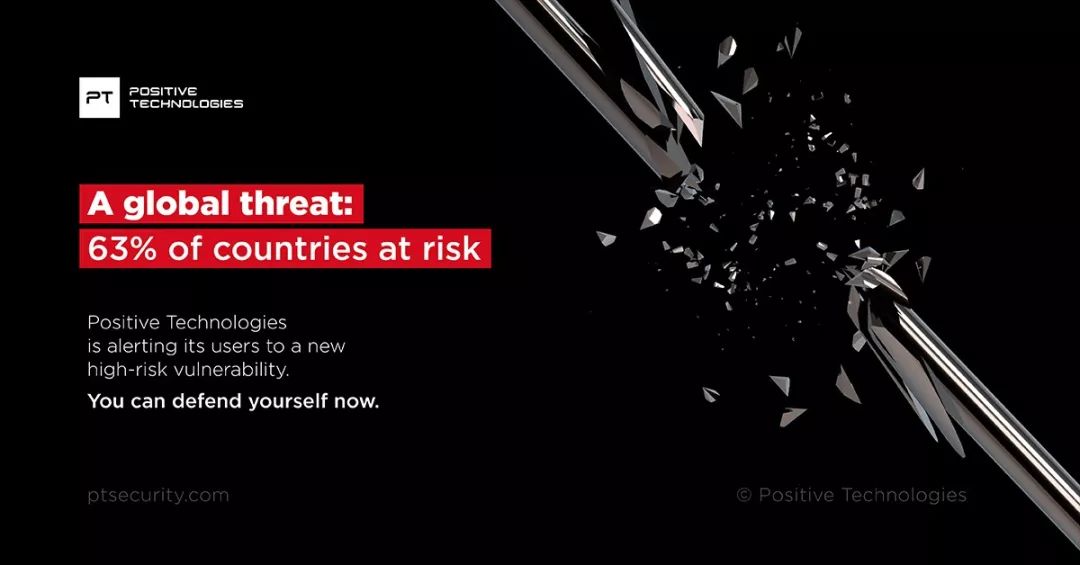 PT
POSITIVE
TECHNOLOGIES
A global threat:
63% of countries at risk
Positive Technologies
is alerting its users to a new
high-risk vulnerability.
You can defend yourself now.
ptsecurity.com
© Positive Technologies